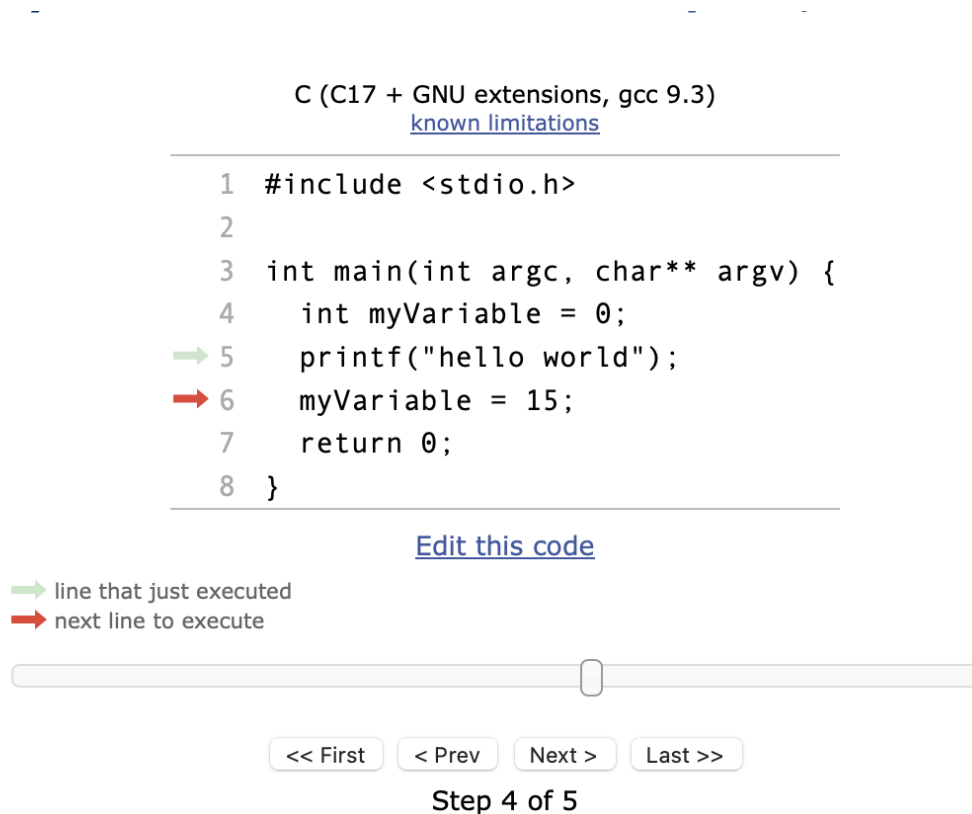 C (C17 + GNU extensions, gcc 9.3)
known limitations
1 #include <stdio.h>
2
3 int main(int argc, char** argv) {
4   int myVariable = 0;
5   printf("hello world");
6   myVariable = 15;
7   return 0;
8 }
Edit this code
line that just executed
next line to execute
<< First < Prev Next > Last >>
Step 4 of 5